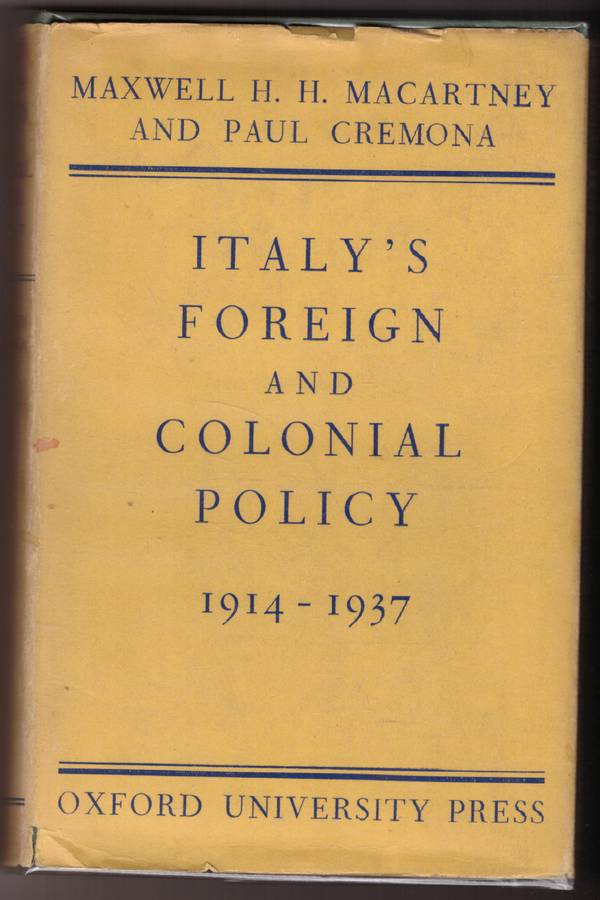 MAXWELL H. H. MACARTNEY
AND PAUL CREMONA
ITALY'S
FOREIGN
AND
COLONIAL
POLICY
1914-1937
OXFORD UNIVERSITY PRESS